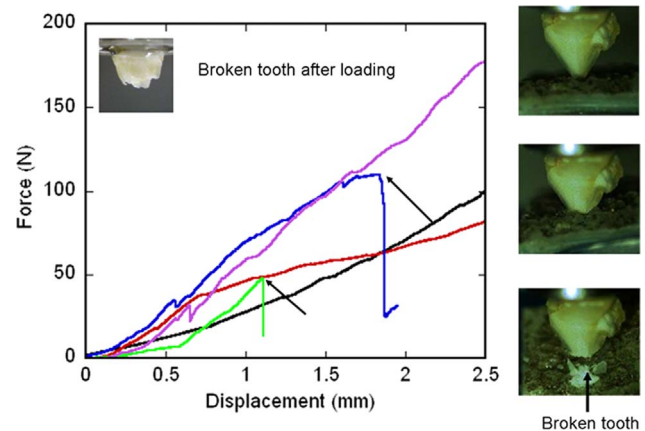 200
150
100
50
0
Force (N)
Broken tooth after loading
0 0.5 1 1.5 2 2.5
Displacement (mm)
Broken tooth